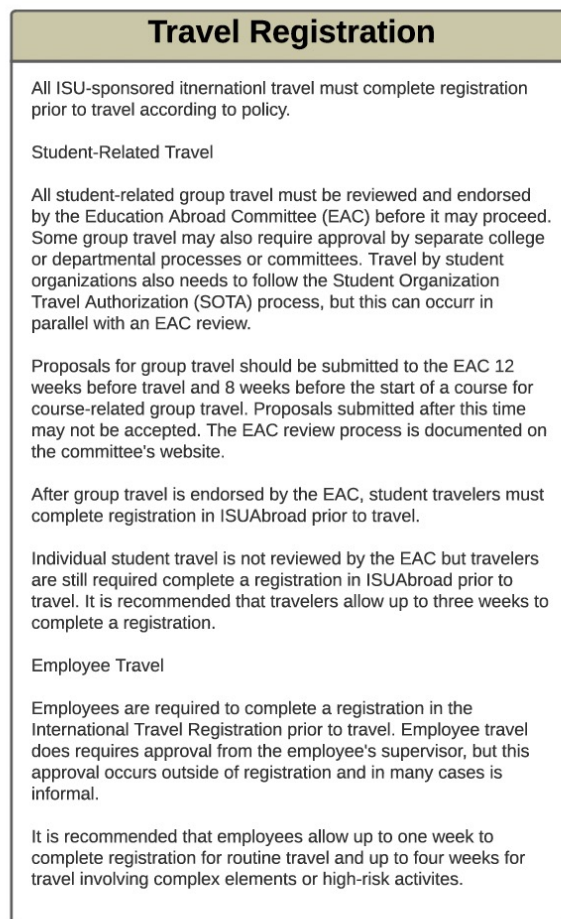 Travel Registration
All ISU-sponsored itnernationl travel must complete registration
prior to travel according to policy.
Student-Related Travel
All student-related group travel must be reviewed and endorsed
by the Education Abroad Committee (EAC) before it may proceed.
Some group travel may also require approval by separate college
or departmental processes or committees. Travel by student
organizations also needs to follow the Student Organization
Travel Authorization (SOTA) process, but this can occurr in
parallel with an EAC review.
Proposals for group travel should be submitted to the EAC 12
weeks before travel and 8 weeks before the start of a course for
course-related group travel. Proposals submitted after this time
may not be accepted. The EAC review process is documented on
the committee's website.
After group travel is endorsed by the EAC, student travelers must
complete registration in ISUAbroad prior to travel.
Individual student travel is not reviewed by the EAC but travelers
are still required complete a registration in ISUAbroad prior to
travel. It is recommended that travelers allow up to three weeks to
complete a registration.
Employee Travel
Employees are required to complete a registration in the
International Travel Registration prior to travel. Employee travel
does requires approval from the employee's supervisor, but this
approval occurs outside of registration and in many cases is
informal.
It is recommended that employees allow up to one week to
complete registration for routine travel and up to four weeks for
travel involving complex elements or high-risk activites.